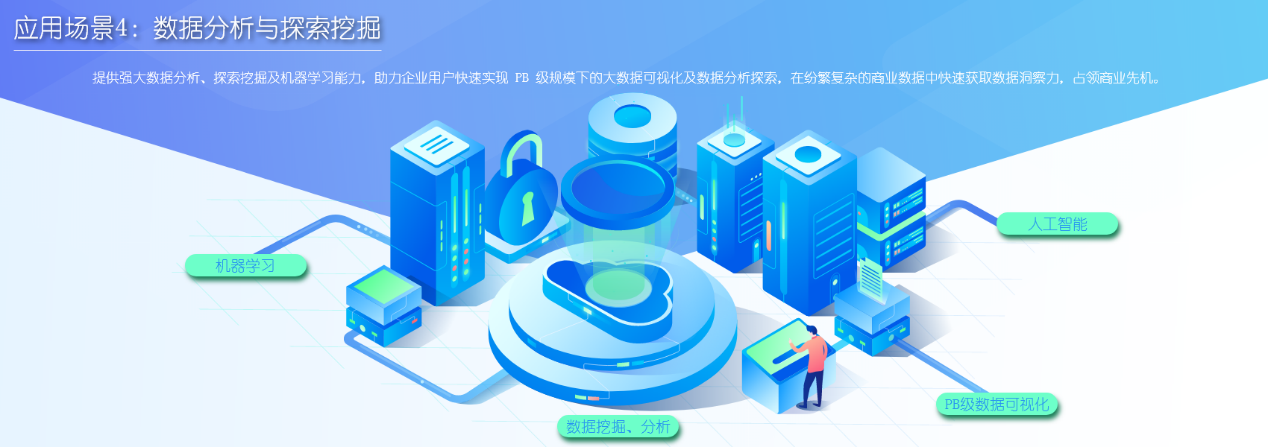 应用场景4：数据分析与探索挖掘
提供强大数据分析、探索挖掘及机器学习能力，助力企业用户快速实现 PB 级规模下的大数据可视化及数据分析探索，在纷繁复杂的商业数据中快速获取数据洞察力，占领商业先机。
人工智能
机器学习
PB级数据可视化
数据挖掘、分析